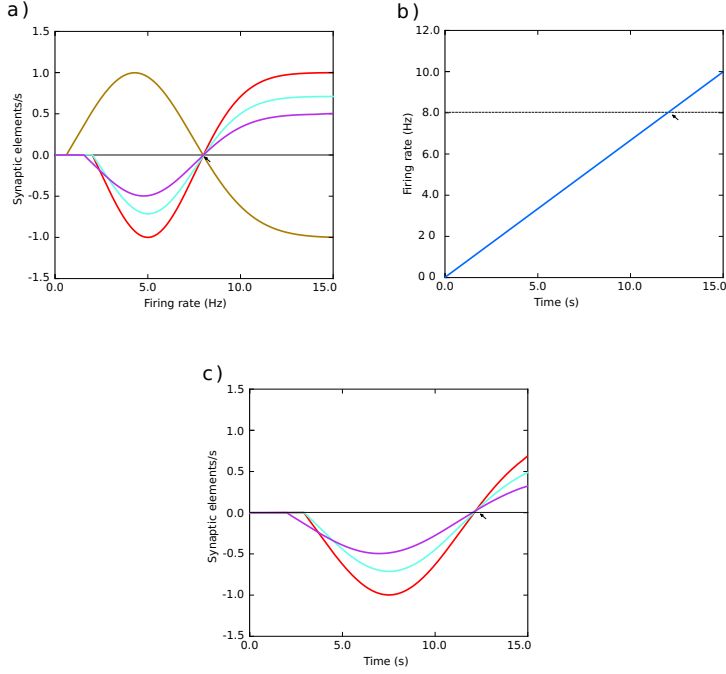 a)
1.5
1.0
0.5
0.0
-0.5
-1.0
-1.5
Synaptic elements/s
0.0 5.0 10.0 15.0
Firing rate (Hz)
b)
12.0
10.0
8.0
6.0
4.0
2.0
0 0
Firing rate (Hz)
5.0 10.0 15.0
Time (s)
c)
1.5
1.0
0.5
0.0
-0.5
-1.0
-1.5
Synaptic elements/s
0.0 5.0 10.0 15.0
Time (s)